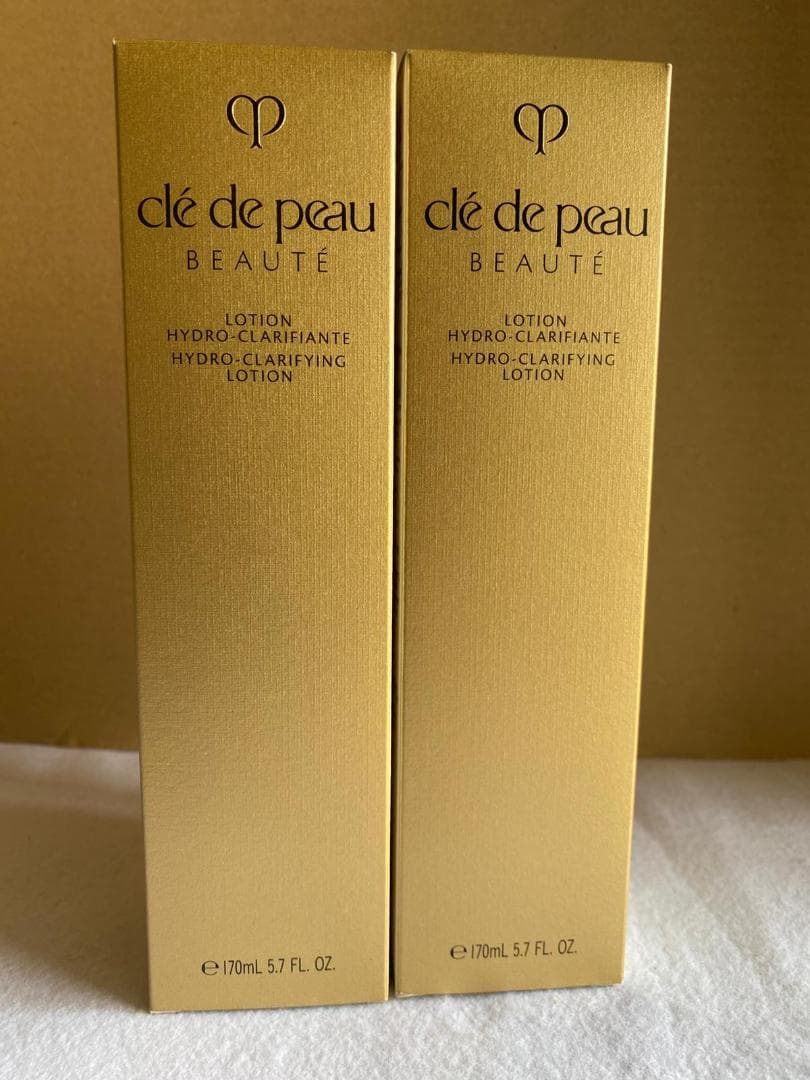 clé de peau
BEAUTÉ
LOTION
HYDRO-CLARIFIANTE
HYDRO-CLARIFYING
LOTION
℮170mL 5.7 FL. OZ.
clé de peau
BEAUTÉ
LOTION
HYDRO-CLARIFIANTE
HYDRO-CLARIFYING
LOTION
℮170mL 5.7 FL. OZ.